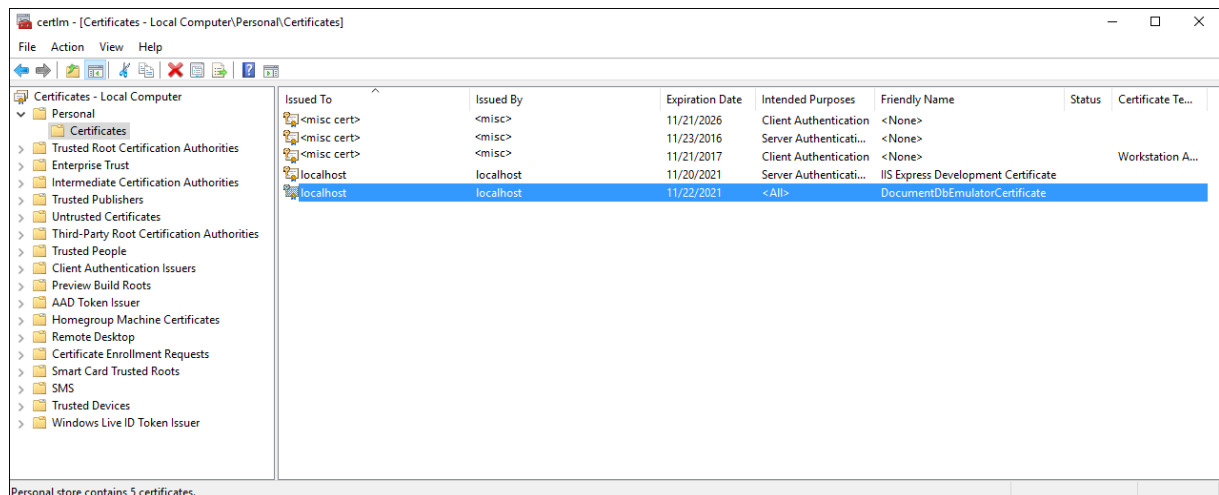 certlm - [Certificates - Local Computer\Personal\Certificates]
File Action View Help
Certificates - Local Computer
Personal
Certificates
Trusted Root Certification Authorities
Enterprise Trust
Intermediate Certification Authorities
Trusted Publishers
Untrusted Certificates
Third-Party Root Certification Authorities
Trusted People
Client Authentication Issuers
Preview Build Roots
AAD Token Issuer
Homegroup Machine Certificates
Remote Desktop
Certificate Enrollment Requests
Smart Card Trusted Roots
SMS
Trusted Devices
Windows Live ID Token Issuer
Issued To Issued By Expiration Date Intended Purposes Friendly Name Status Certificate Te...
<misc cert> <misc> 11/21/2026 Client Authentication <None>
<misc cert> <misc> 11/23/2016 Server Authenticati... <None>
<misc cert> <misc> 11/21/2017 Client Authentication <None> Workstation A...
localhost localhost 11/20/2021 Server Authenticati... IIS Express Development Certificate
localhost localhost 11/22/2021 <All> DocumentDbEmulatorCertificate
Personal store contains 5 certificates.